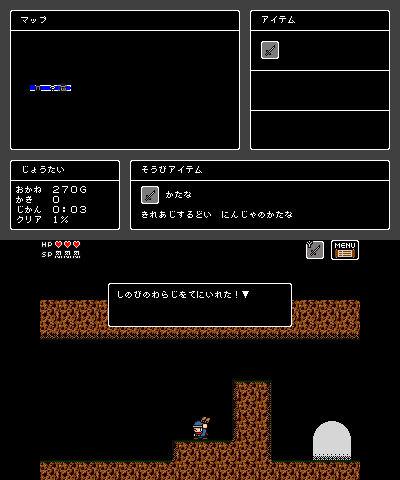 マップ
アイテム
じょうたい
おかね 270G
かぎ 0
じかん 0:03
クリア 1%
そうびアイテム
かたな
きれあじするどい にんじゃのかたな
HP
SP
Y
MENU
しのびのわらじをてにいれた!▼